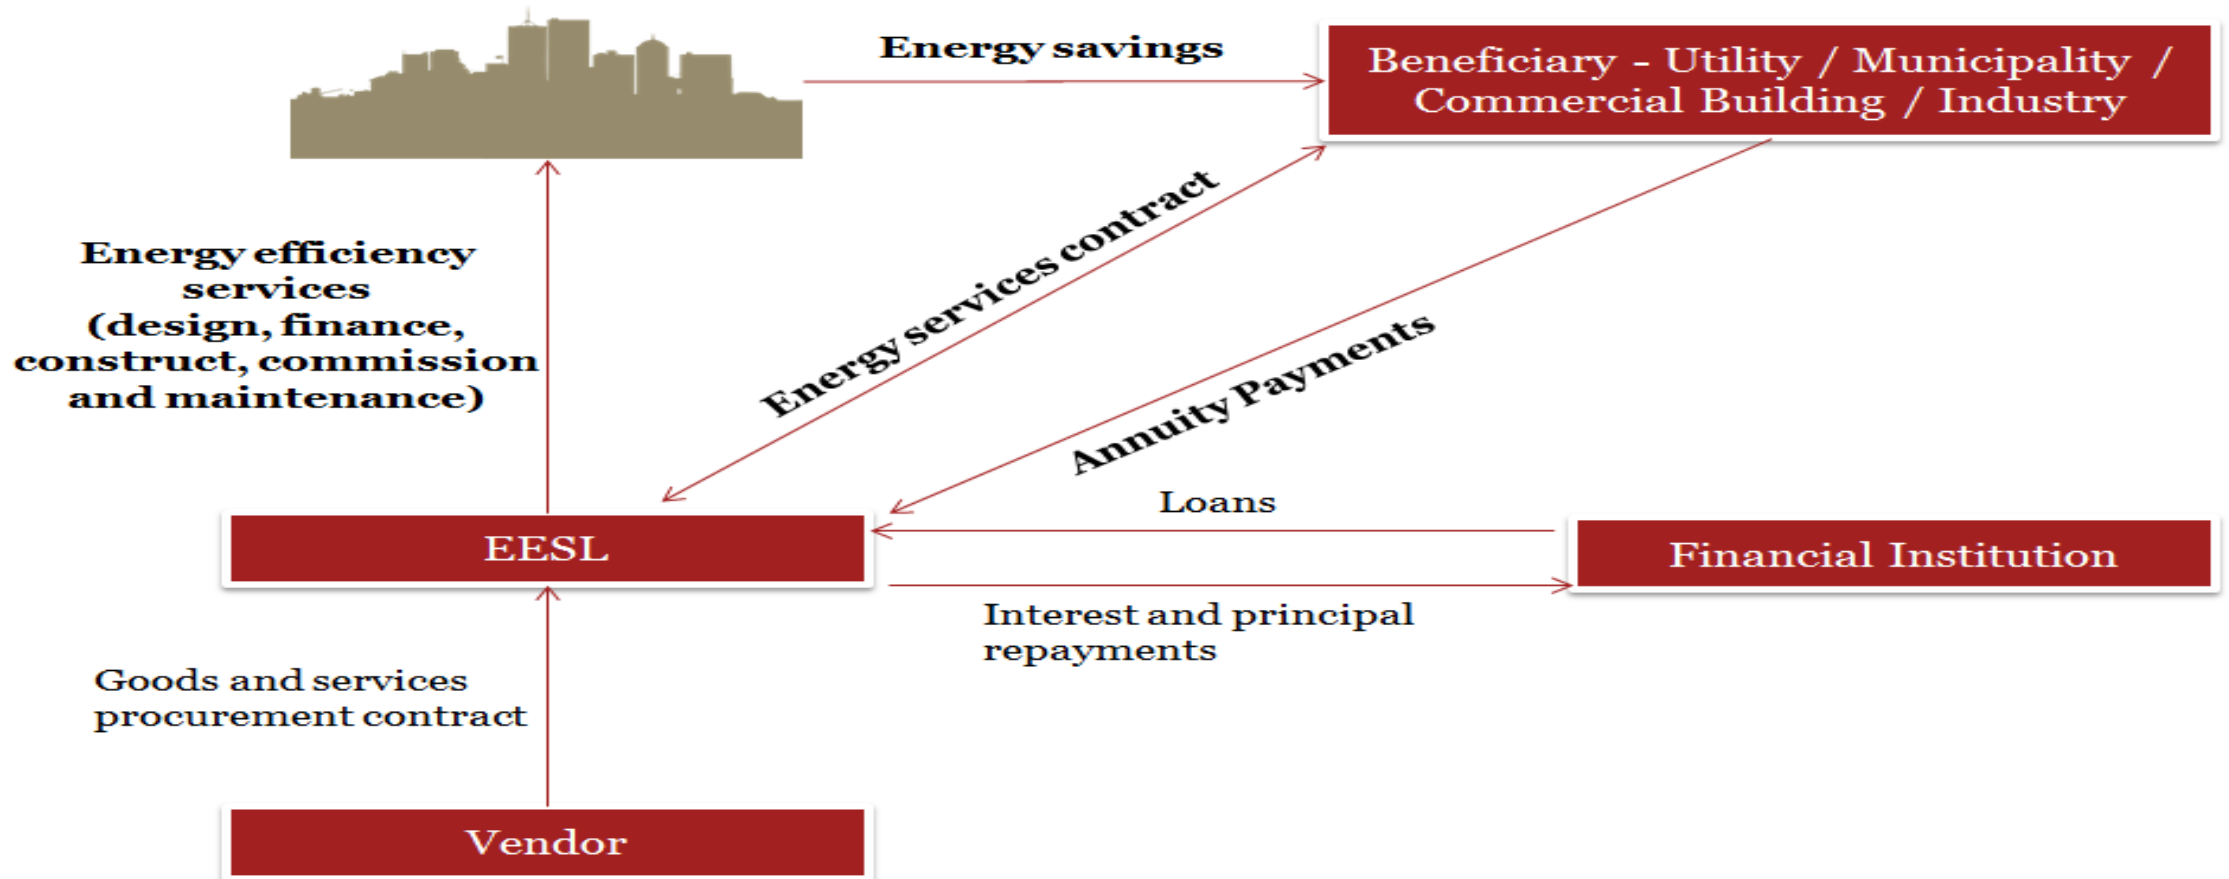 Energy savings
Beneficiary - Utility / Municipality /
Commercial Building / Industry
Energy efficiency
services
(design, finance,
construct, commission
and maintenance)
Energy services contract
Annuity Payments
Loans
EESL
Financial Institution
Interest and principal
repayments
Goods and services
procurement contract
Vendor